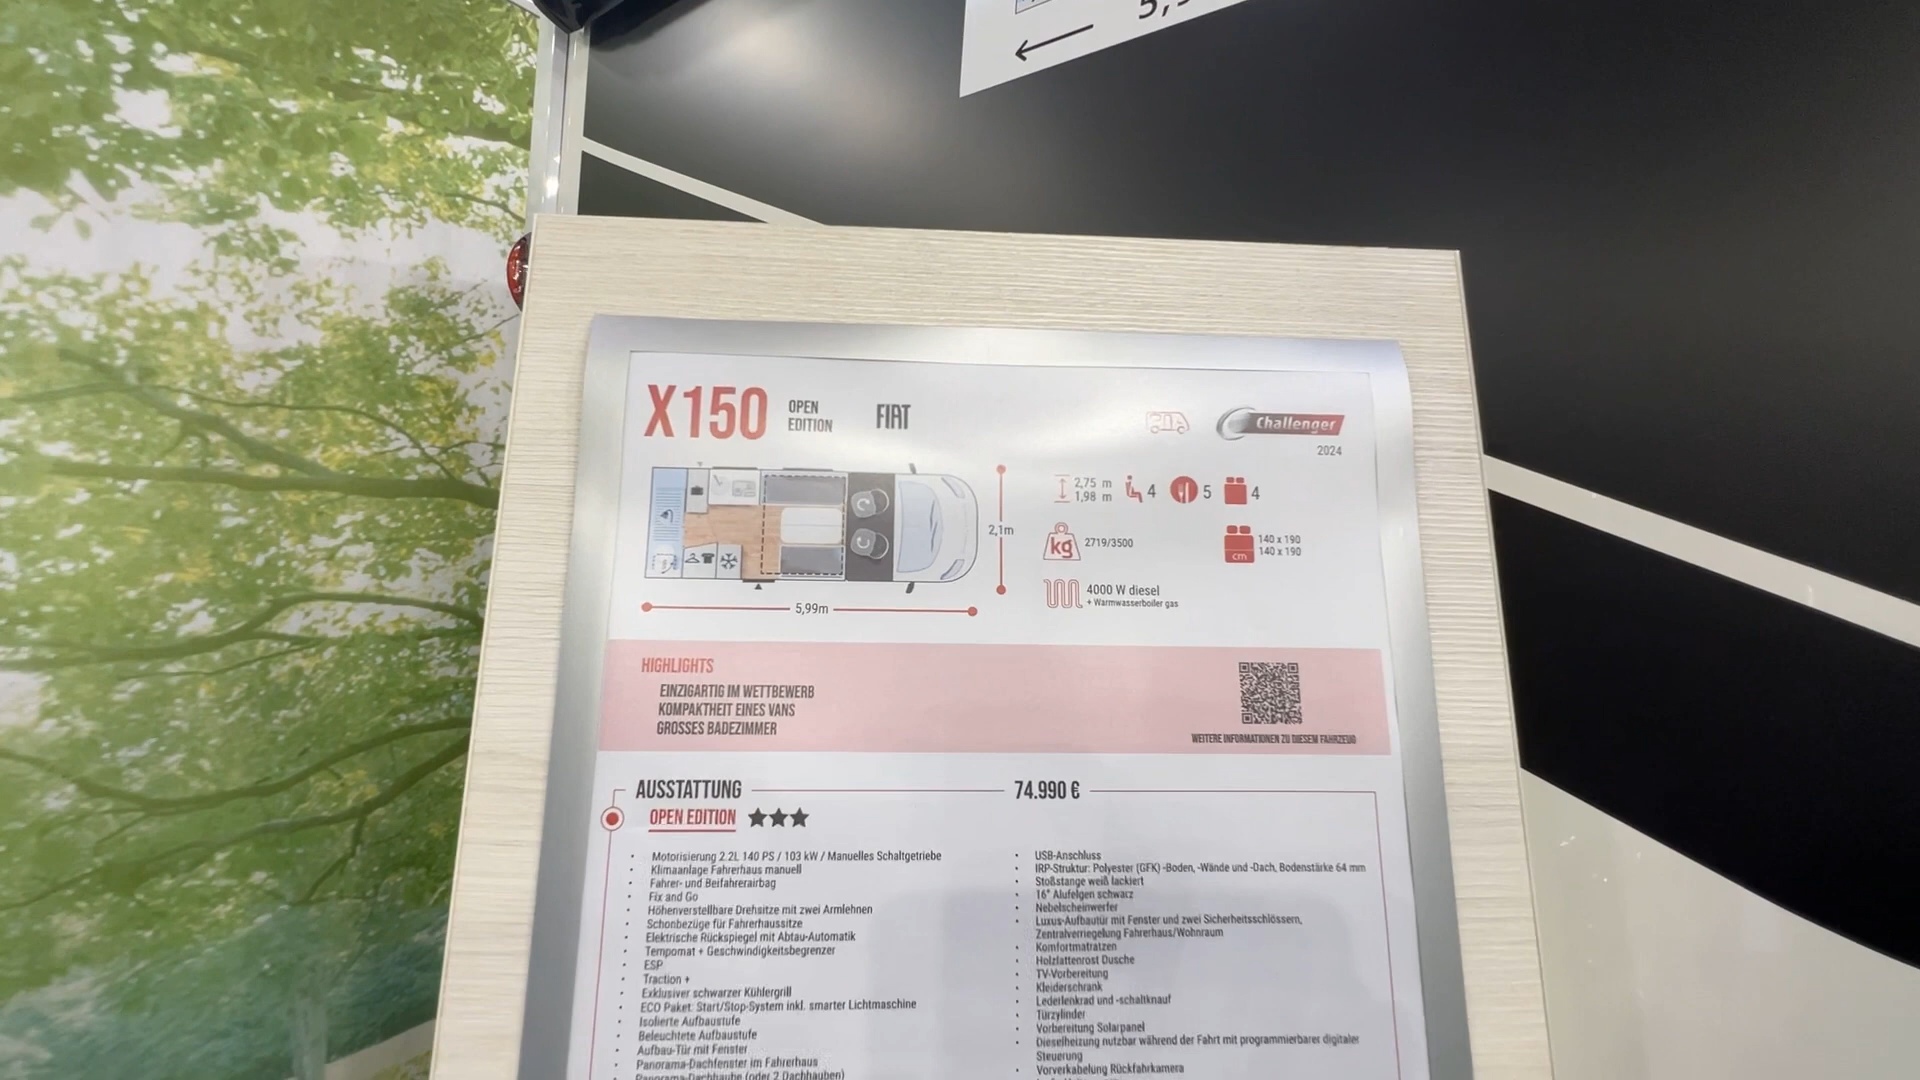 X150 OPEN EDITION FIAT Challenger
2024
2,75 m
1,98 m
4
5
4
2,1m
kg 2719/3500
140 x 190
140 x 190
cm
4000 W diesel
+ Warmwasserboiler gas
5,99m
HIGHLIGHTS
EINZIGARTIG IM WETTBEWERB
KOMPAKTHEIT EINES VANS
GROSSES BADEZIMMER
WEITERE INFORMATIONEN ZU DIESEM FAHRZEUG
AUSSTATTUNG 74.990 €
OPEN EDITION ★★★
• Motorisierung 2.2L 140 PS / 103 kW / Manuelles Schaltgetriebe
• Klimaanlage Fahrerhaus manuell
• Fahrer- und Beifahrerairbag
• Fix and Go
• Höhenverstellbare Drehsitze mit zwei Armlehnen
• Schonbezüge für Fahrerhaussitze
• Elektrische Rückspiegel mit Abtau-Automatik
• Tempomat + Geschwindigkeitsbegrenzer
• ESP
• Traction +
• Exklusiver schwarzer Kühlergrill
• ECO Paket: Start/Stop-System inkl. smarter Lichtmaschine
• Isolierte Aufbaustufe
• Beleuchtete Aufbaustufe
• Aufbau-Tür mit Fenster
• Panorama-Dachfenster im Fahrerhaus
Panorama-Dachhaube (oder 2 Dachhauben)
• USB-Anschluss
• IRP-Struktur: Polyester (GFK) -Boden, -Wände und -Dach, Bodenstärke 64 mm
• Stoßstange weiß lackiert
• 16" Alufelgen schwarz
• Nebelscheinwerfer
• Luxus-Aufbautür mit Fenster und zwei Sicherheitsschlössern,
Zentralverriegelung Fahrerhaus/Wohnraum
• Komfortmatratzen
• Holzlattenrost Dusche
• TV-Vorbereitung
• Kleiderschrank
• Lederlenkrad und -schaltknauf
• Türzylinder
• Vorbereitung Solarpanel
• Dieselheizung nutzbar während der Fahrt mit programmierbarer digitaler
Steuerung
• Vorverkabelung Rückfahrkamera